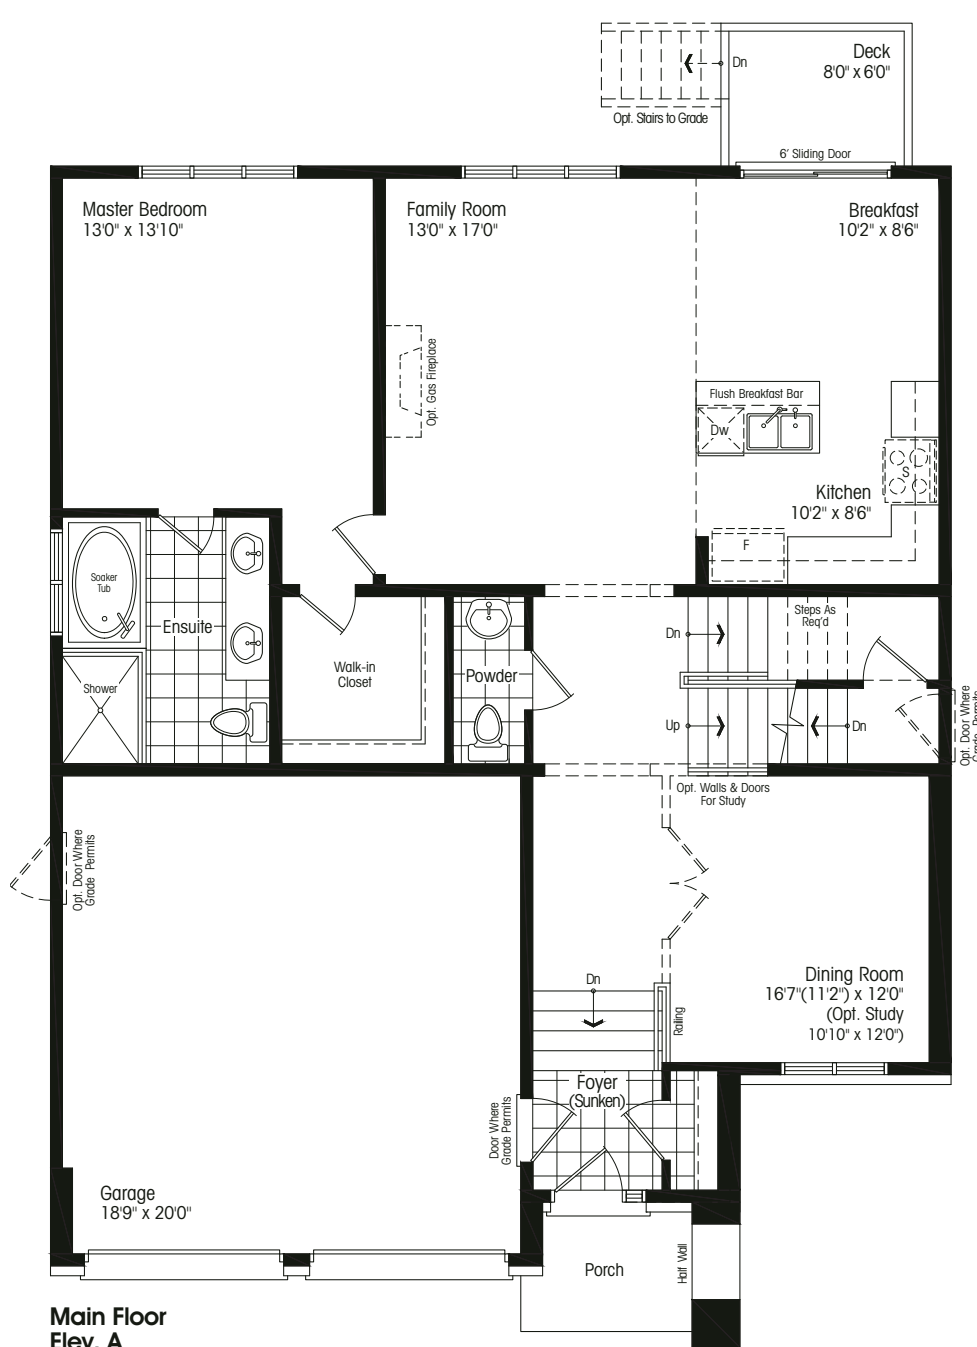 Deck
8'0" x 6'0"
Dn
Opt. Stairs to Grade
6' Sliding Door
Master Bedroom
13'0" x 13'10"
Family Room
13'0" x 17'0"
Breakfast
10'2" x 8'6"
Opt. Gas Fireplace
Flush Breakfast Bar
Dw
S
Kitchen
10'2" x 8'6"
F
Soaker
Tub
Ensuite
Shower
Walk-in
Closet
Powder
Dn
Steps As
Req'd
Up
Dn
Opt. Door Where
Grade Permits
Opt. Walls & Doors
For Study
Opt. Door Where
Grade Permits
Dn
Railing
Dining Room
16'7"(11'2") x 12'0"
(Opt. Study
10'10" x 12'0")
Foyer
(Sunken)
Door Where
Grade Permits
Garage
18'9" x 20'0"
Porch
Half Wall
Main Floor
Elev. A